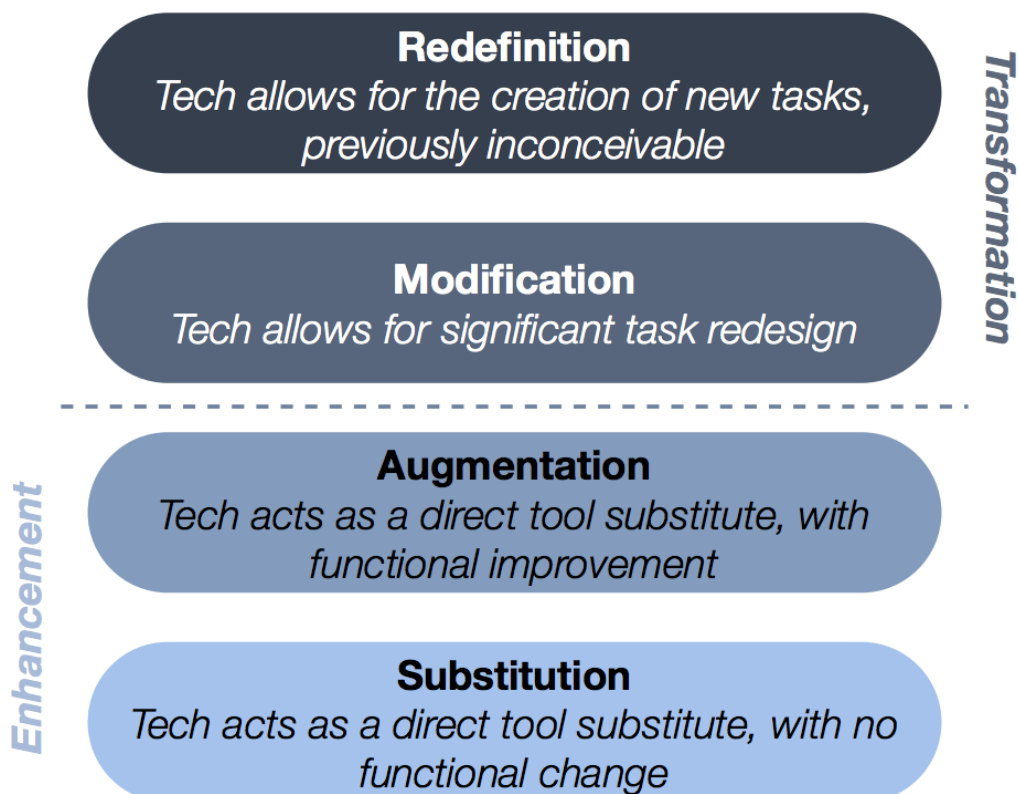 Redefinition
Tech allows for the creation of new tasks,
previously inconceivable
Transformation
Modification
Tech allows for significant task redesign
Augmentation
Tech acts as a direct tool substitute, with
functional improvement
Enhancement
Substitution
Tech acts as a direct tool substitute, with no
functional change